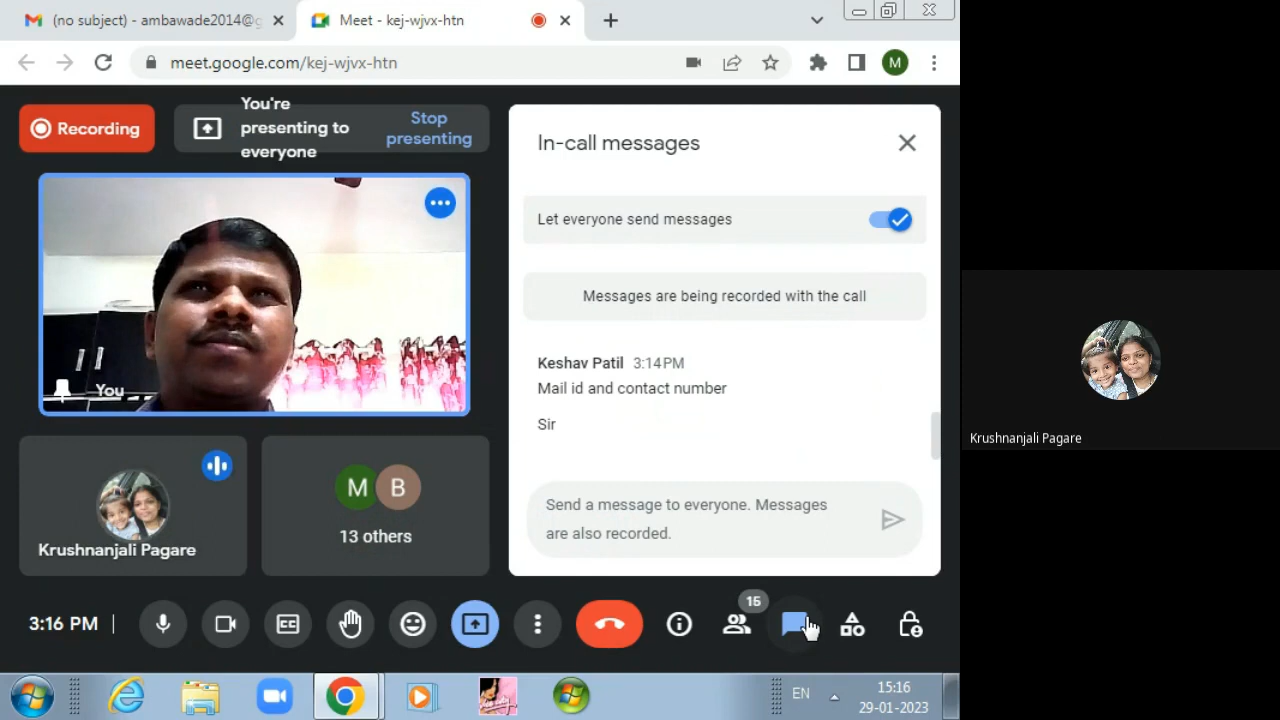 (no subject) - ambawade2014@g
Meet - kej-wjvx-htn
meet.google.com/kej-wjvx-htn
M
Recording
You're
presenting to
everyone
Stop
presenting
In-call messages
Let everyone send messages
Messages are being recorded with the call
Keshav Patil 3:14 PM
Mail id and contact number
Sir
Send a message to everyone. Messages
are also recorded.
You
Krushnanjali Pagare
M B
13 others
Krushnanjali Pagare
3:16 PM
CC
15
EN
15:16
29-01-2023